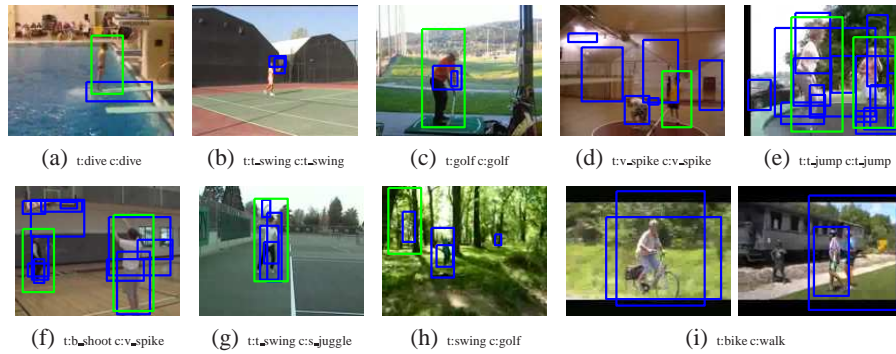 (a) t:dive c:dive
(b) t:t_swing c:t_swing
(c) t:golf c:golf
(d) t:v_spike c:v_spike
(e) t:t_jump c:t_jump
(f) t:b_shoot c:v_spike
(g) t:t_swing c:s_juggle
(h) t:swing c:golf
(i) t:bike c:walk